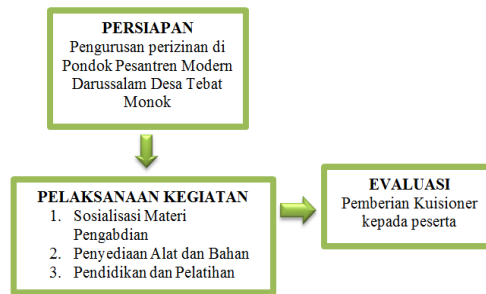 PERSIAPAN
Pengurusan perizinan di
Pondok Pesantren Modern
Darussalam Desa Tebat
Monok
PELAKSANAAN KEGIATAN
1. Sosialisasi Materi
Pengabdian
2. Penyediaan Alat dan Bahan
3. Pendidikan dan Pelatihan
EVALUASI
Pemberian Kuisioner
kepada peserta